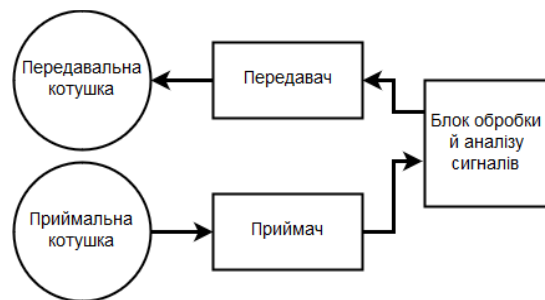 Передавальна
котушка
Передавач
Блок обробки
й аналізу
сигналів
Приймальна
котушка
Приймач